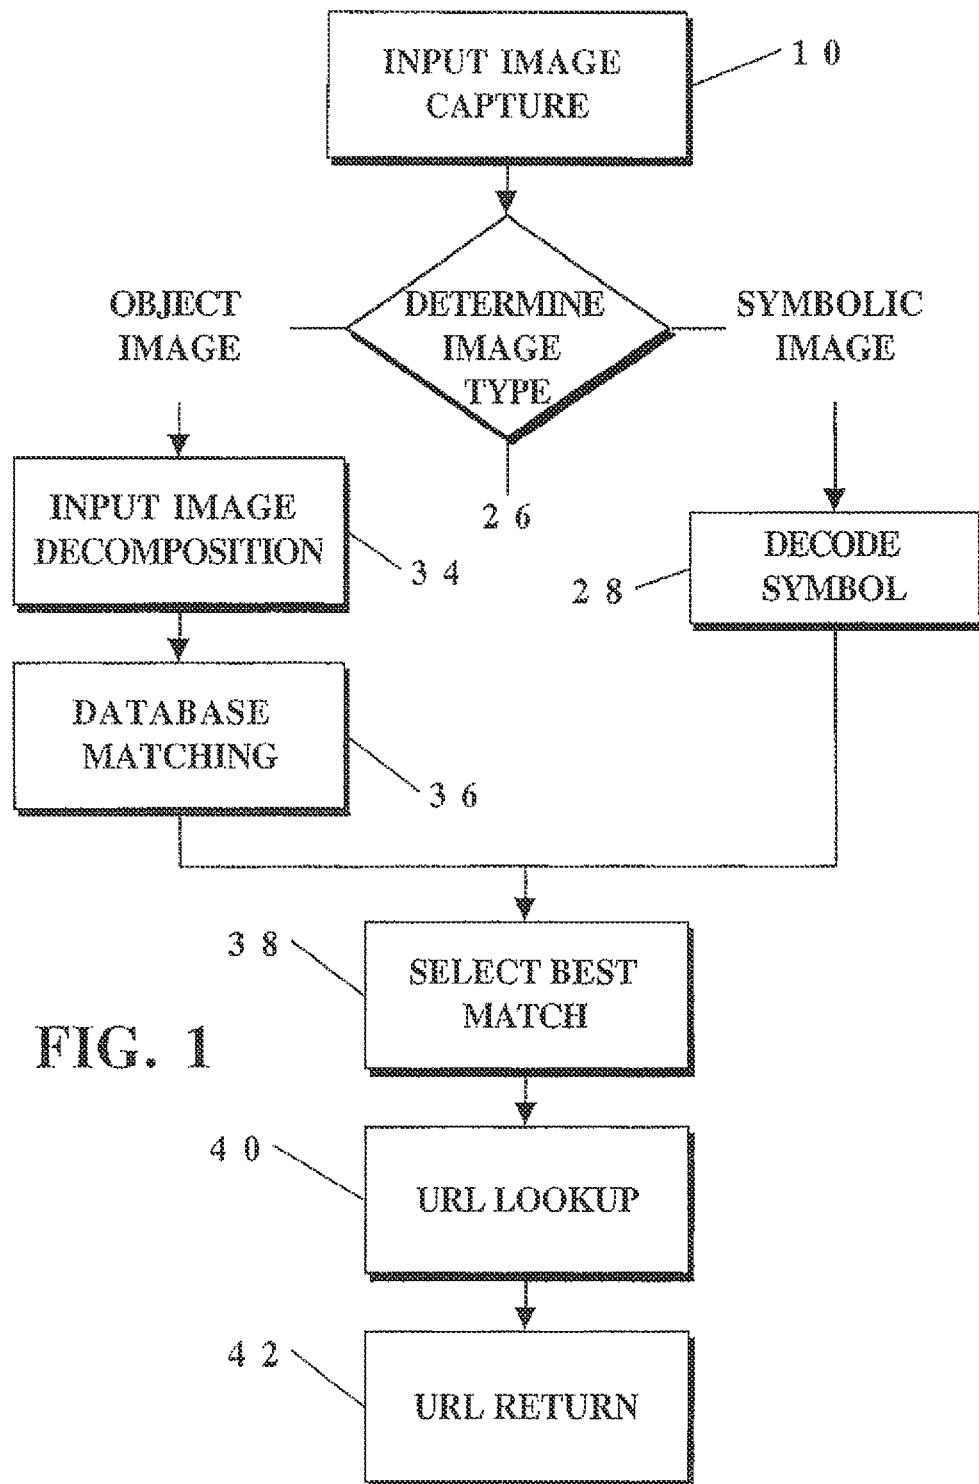 INPUT IMAGE
CAPTURE
1 0
OBJECT
IMAGE
DETERMINE
IMAGE
TYPE
SYMBOLIC
IMAGE
2 6
INPUT IMAGE
DECOMPOSITION
3 4
2 8
DECODE
SYMBOL
DATABASE
MATCHING
3 6
3 8
SELECT BEST
MATCH
FIG. 1
4 0
URL LOOKUP
4 2
URL RETURN